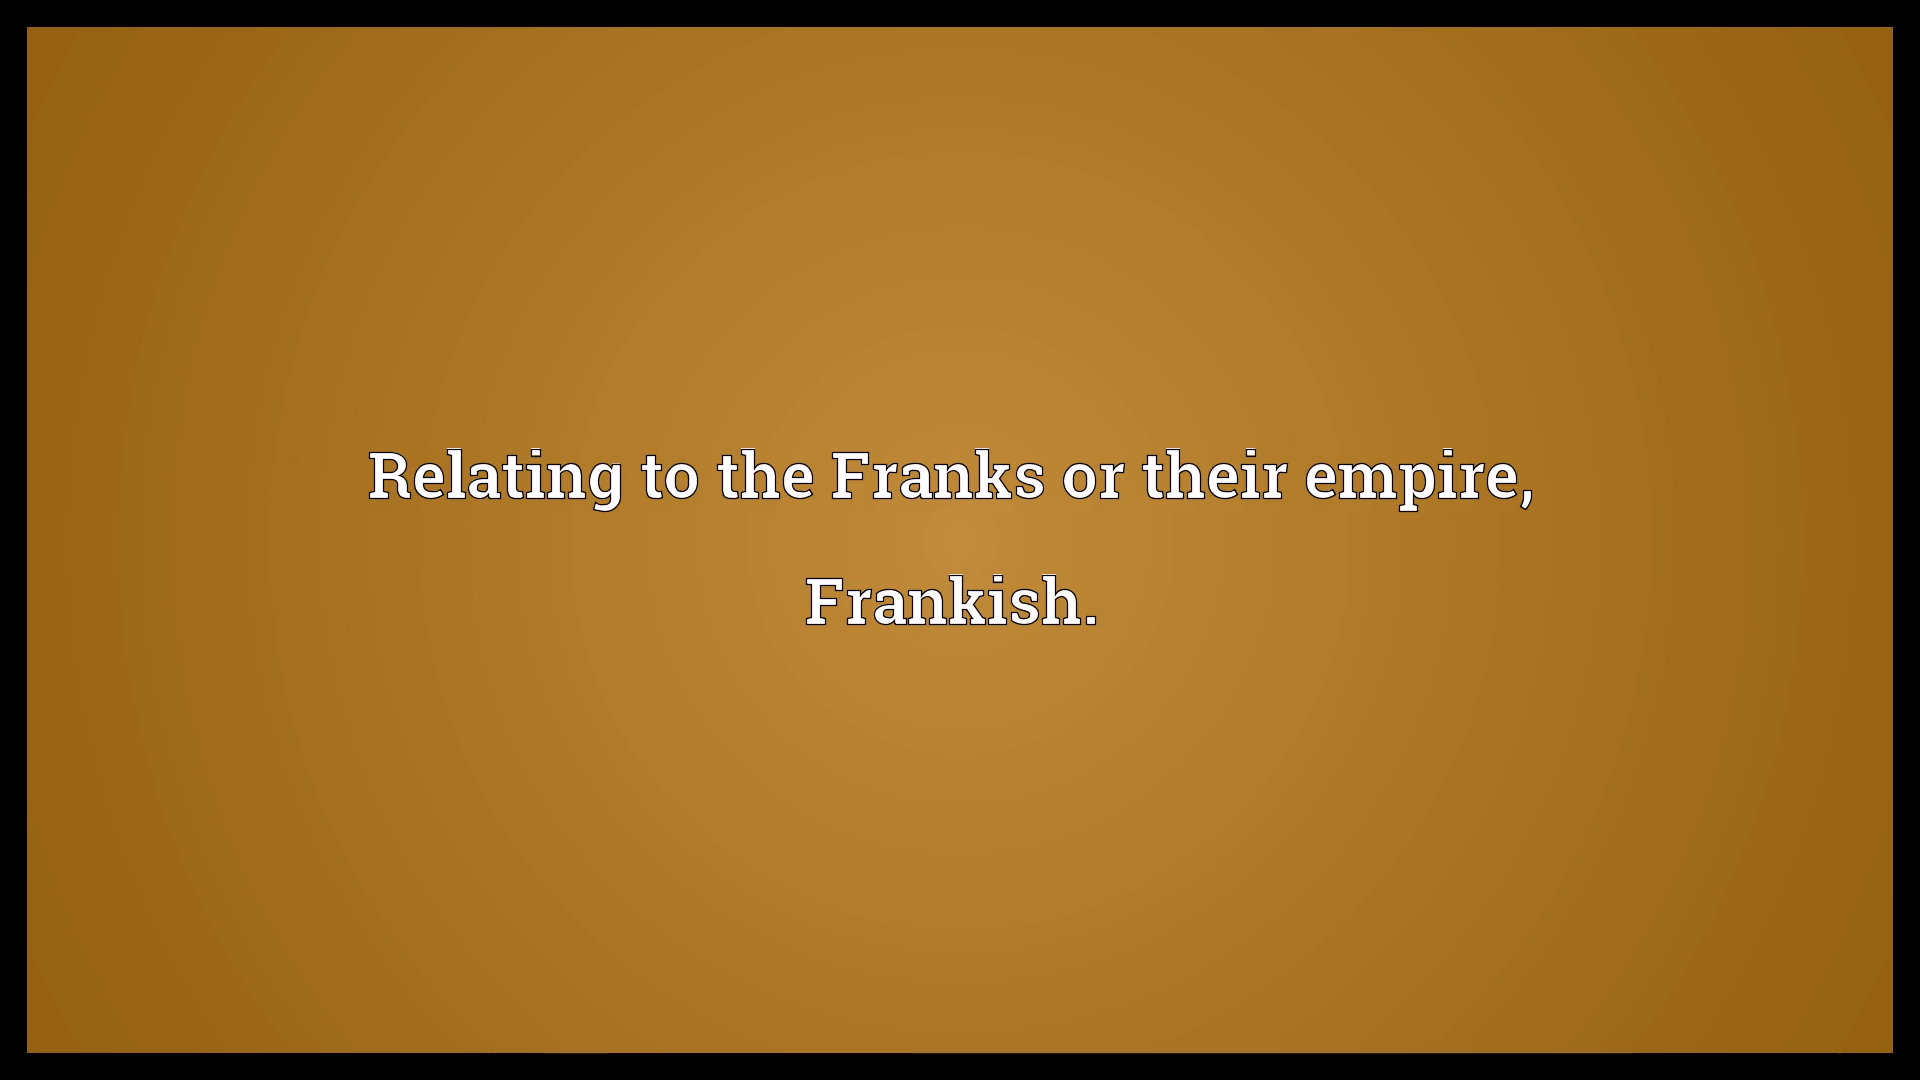 Relating to the Franks or their empire,
Frankish.